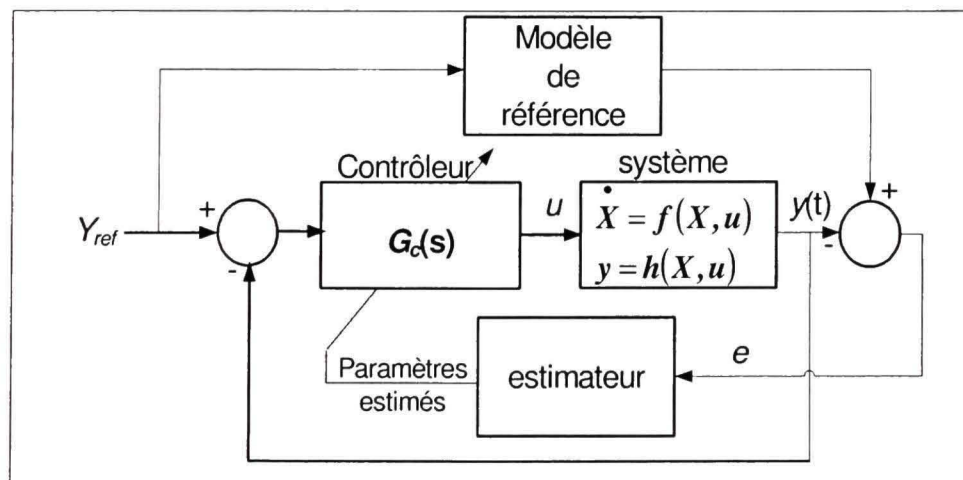 Modèle
de
référence
Contrôleur
système
Y_ref
+
-
G_c(s)
u
Ẋ = f(X,u)
y = h(X,u)
y(t)
+
-
e
estimateur
Paramètres
estimés